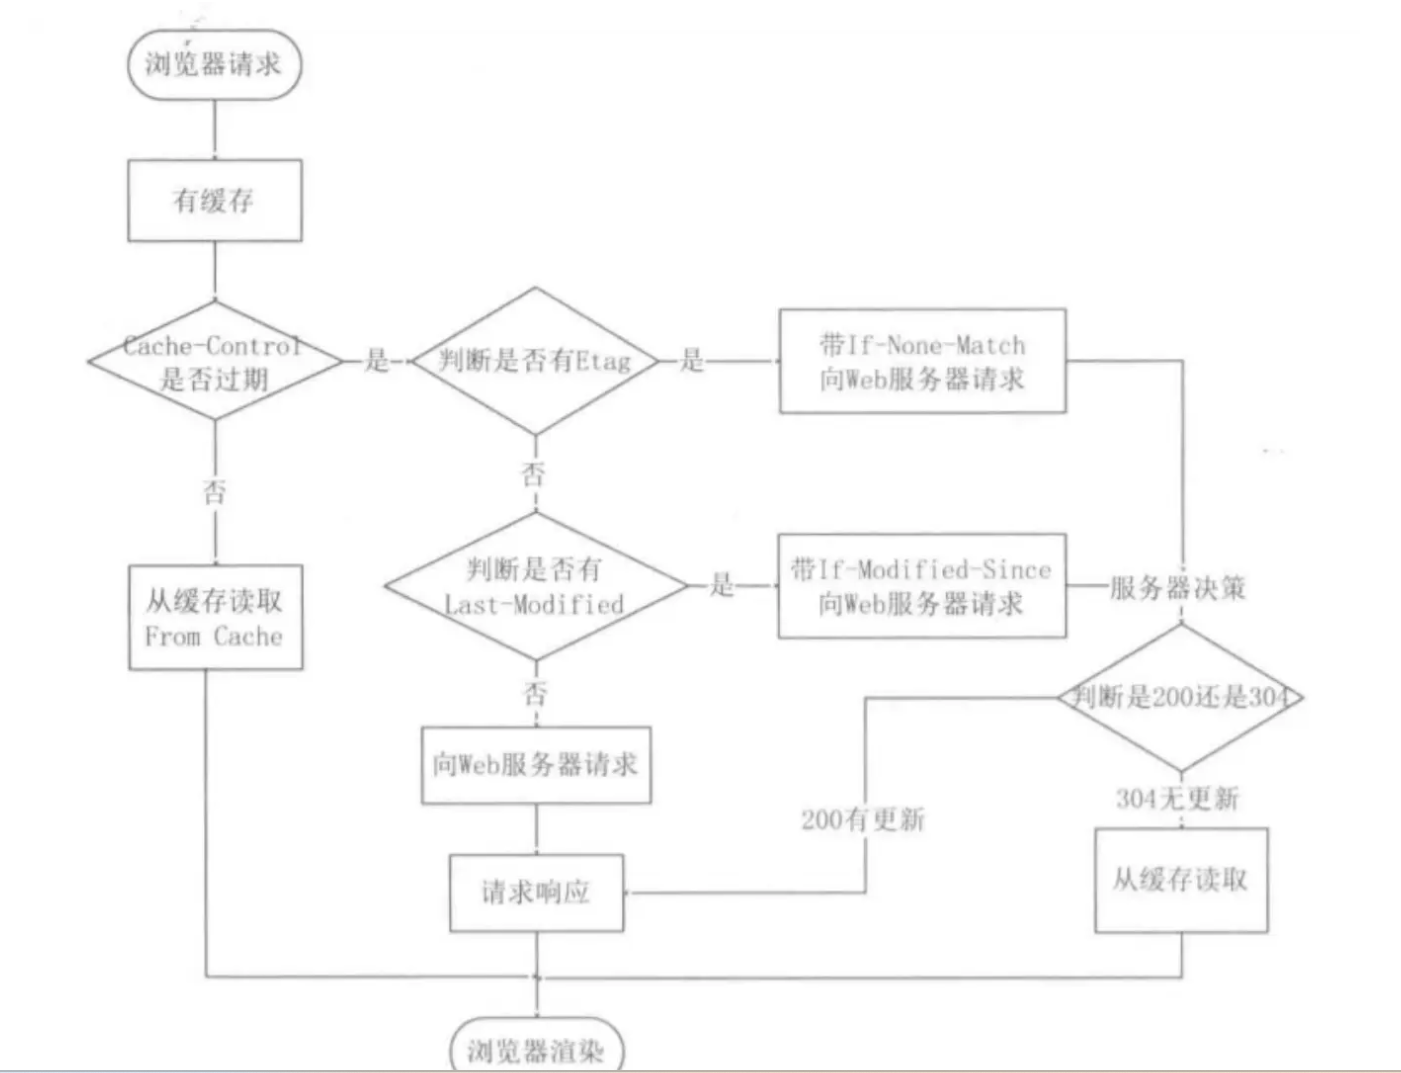 浏览器请求
有缓存
Cache-Control
是否过期
是
判断是否有Etag
是
带If-None-Match
向Web服务器请求
否
否
从缓存读取
From Cache
判断是否有
Last-Modified
是
带If-Modified-Since
向Web服务器请求
服务器决策
判断是200还是304
否
向Web服务器请求
304无更新
200有更新
请求响应
从缓存读取
浏览器渲染